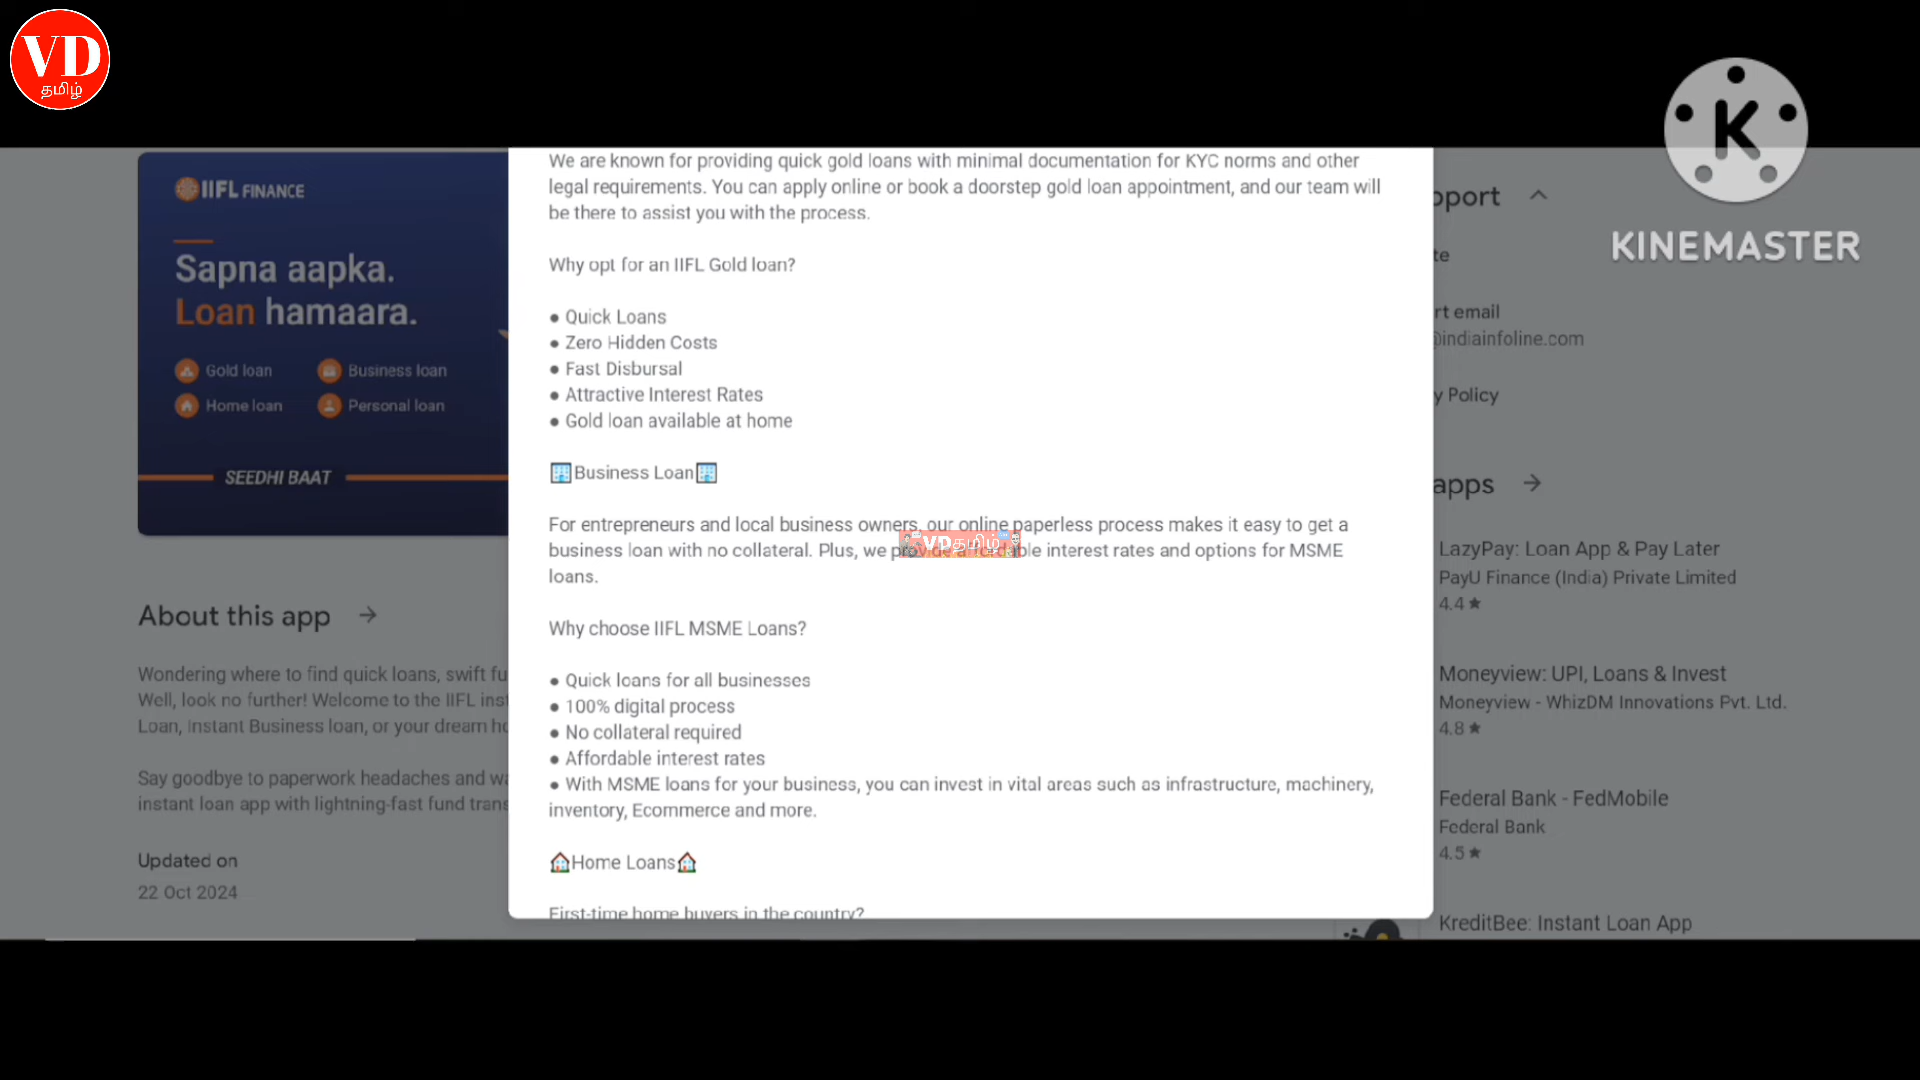 VD
தமிழ்
K
KINEMASTER
IIFL FINANCE
Sapna aapka.
Loan hamaara.
Gold loan
Business loan
Home loan
Personal loan
SEEDHI BAAT
About this app
Wondering where to find quick loans, swift fu
Well, look no further! Welcome to the IIFL inst
Loan, Instant Business loan, or your dream ho
Say goodbye to paperwork headaches and wa
instant loan app with lightning-fast fund trans
Updated on
22 Oct 2024
We are known for providing quick gold loans with minimal documentation for KYC norms and other
legal requirements. You can apply online or book a doorstep gold loan appointment, and our team will
be there to assist you with the process.
Why opt for an IIFL Gold loan?
● Quick Loans
● Zero Hidden Costs
● Fast Disbursal
● Attractive Interest Rates
● Gold loan available at home
🏢Business Loan🏢
For entrepreneurs and local business owners, our online paperless process makes it easy to get a
business loan with no collateral. Plus, we provide affordable interest rates and options for MSME
loans.
VDதமிழ்
Why choose IIFL MSME Loans?
● Quick loans for all businesses
● 100% digital process
● No collateral required
● Affordable interest rates
● With MSME loans for your business, you can invest in vital areas such as infrastructure, machinery,
inventory, Ecommerce and more.
🏠Home Loans🏠
First-time home buyers in the country?
pport
te
rt email
@indiainfoline.com
y Policy
apps
LazyPay: Loan App & Pay Later
PayU Finance (India) Private Limited
4.4★
Moneyview: UPI, Loans & Invest
Moneyview - WhizDM Innovations Pvt. Ltd.
4.8★
Federal Bank - FedMobile
Federal Bank
4.5★
KreditBee: Instant Loan App